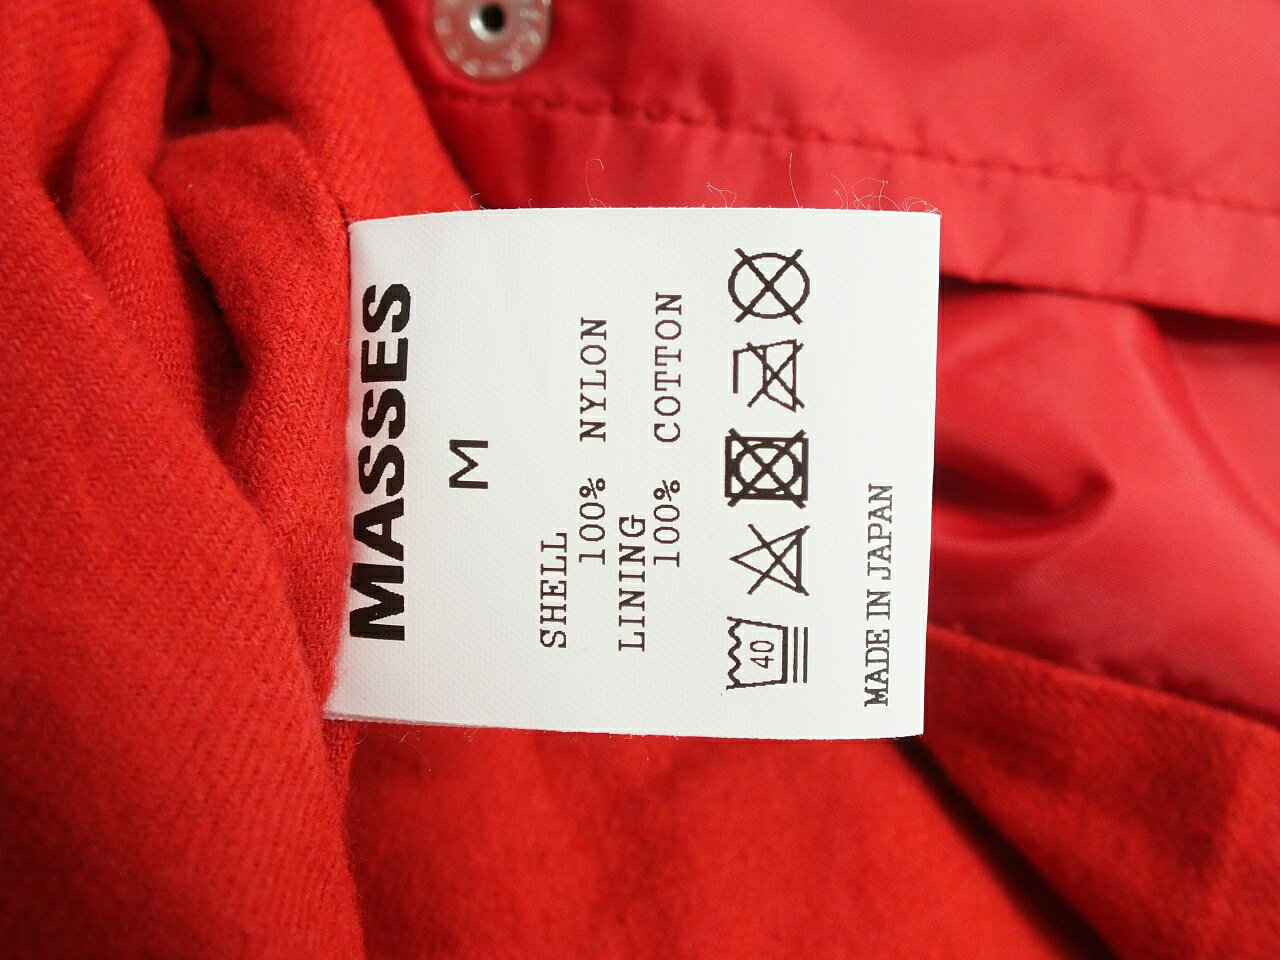 MASSES
M
SHELL
100% NYLON
LINING
100% COTTON
40
MADE IN JAPAN